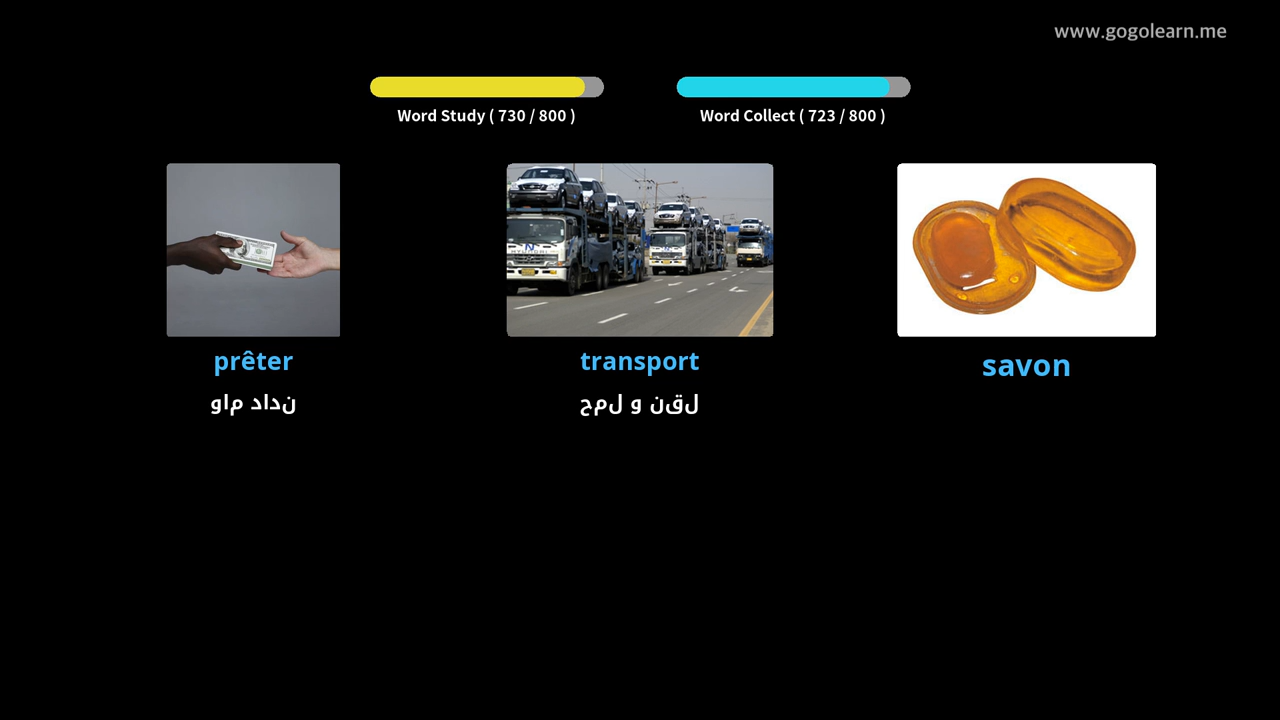 www.gogolearn.me
Word Study ( 730 / 800 )
Word Collect ( 723 / 800 )
prêter
نداد ماو
transport
لقن و لمح
savon